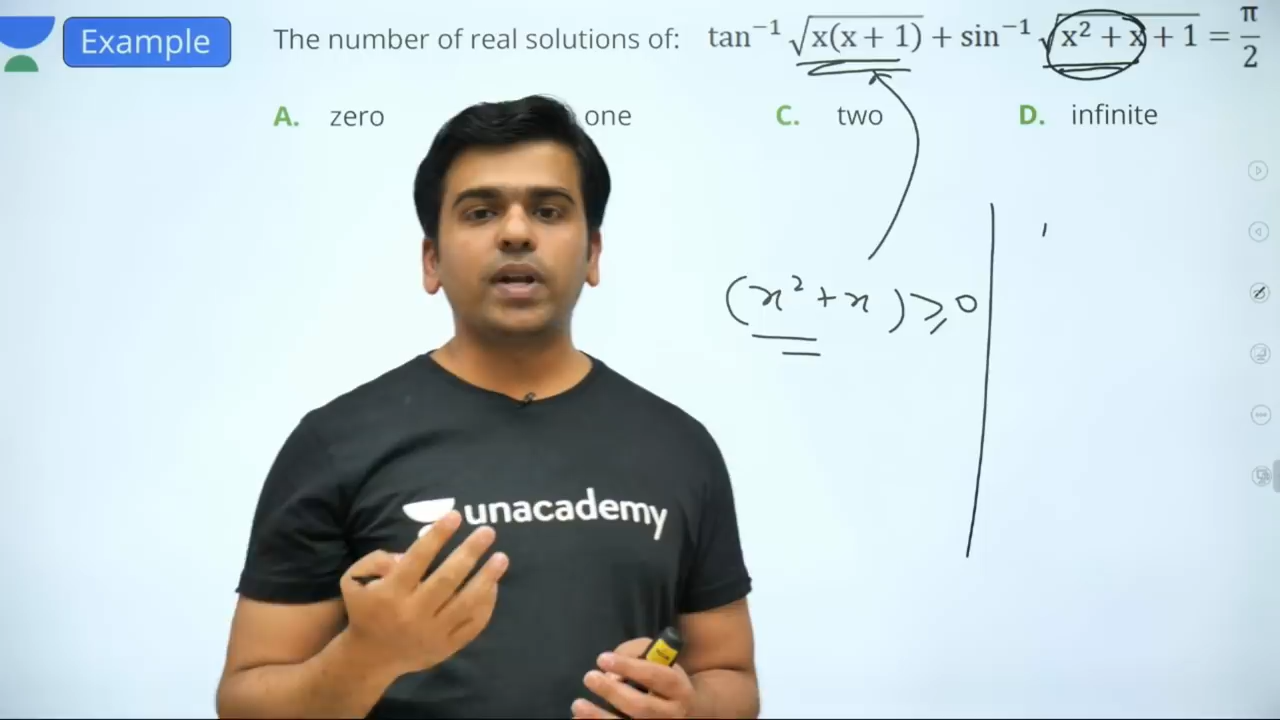 Example The number of real solutions of: tan⁻¹ √x(x + 1) + sin⁻¹ √x² + x + 1 = π/2
A. zero one C. two D. infinite
(x² + x) ≥ 0
unacademy